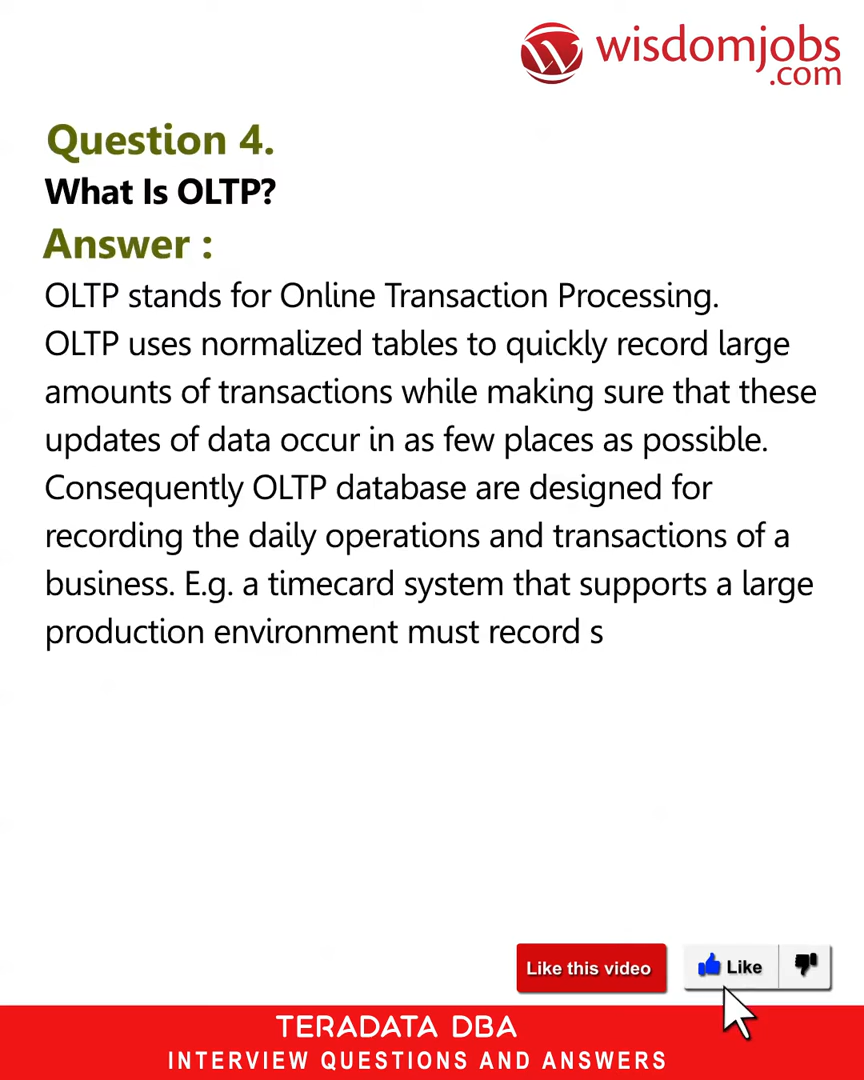 wisdomjobs
.com
Question 4.
What Is OLTP?
Answer :
OLTP stands for Online Transaction Processing.
OLTP uses normalized tables to quickly record large
amounts of transactions while making sure that these
updates of data occur in as few places as possible.
Consequently OLTP database are designed for
recording the daily operations and transactions of a
business. E.g. a timecard system that supports a large
production environment must record s
Like this video
Like
TERADATA DBA
INTERVIEW QUESTIONS AND ANSWERS